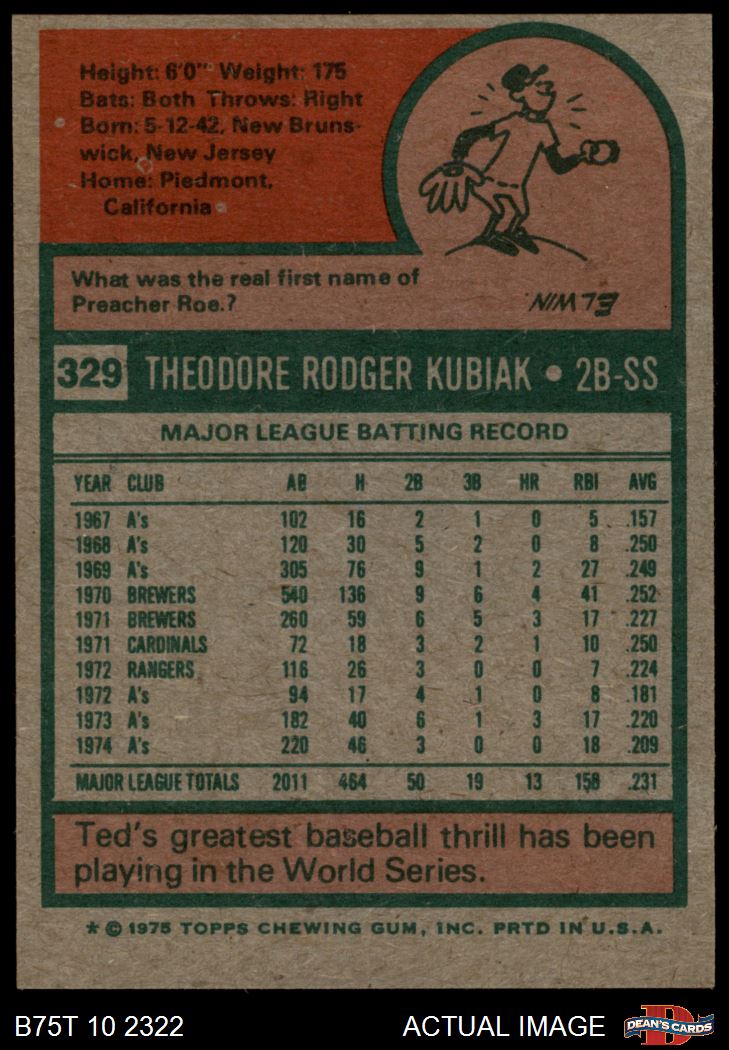 Height: 6'0" Weight: 175
Bats: Both Throws: Right
Born: 5-12-42, New Bruns-
wick, New Jersey
Home: Piedmont,
California
What was the real first name of
Preacher Roe.?
ELWIN
329 THEODORE RODGER KUBIAK • 2B-SS
MAJOR LEAGUE BATTING RECORD
YEAR CLUB AB H 2B 3B HR RBI AVG
1967 A's 102 16 2 1 0 5 .157
1968 A's 120 30 5 2 0 8 .250
1969 A's 305 76 9 1 2 27 .249
1970 BREWERS 540 136 9 6 4 41 .252
1971 BREWERS 260 59 6 5 3 17 .227
1971 CARDINALS 72 18 3 2 1 10 .250
1972 RANGERS 116 26 3 0 0 7 .224
1972 A's 94 17 4 1 0 8 .181
1973 A's 182 40 6 1 3 17 .220
1974 A's 220 46 3 0 0 18 .209
MAJOR LEAGUE TOTALS 2011 464 50 19 13 158 .231
Ted's greatest baseball thrill has been
playing in the World Series.
* © 1975 TOPPS CHEWING GUM, INC. PRTD IN U.S.A.
B75T 10 2322 ACTUAL IMAGE D DEAN'S CARDS